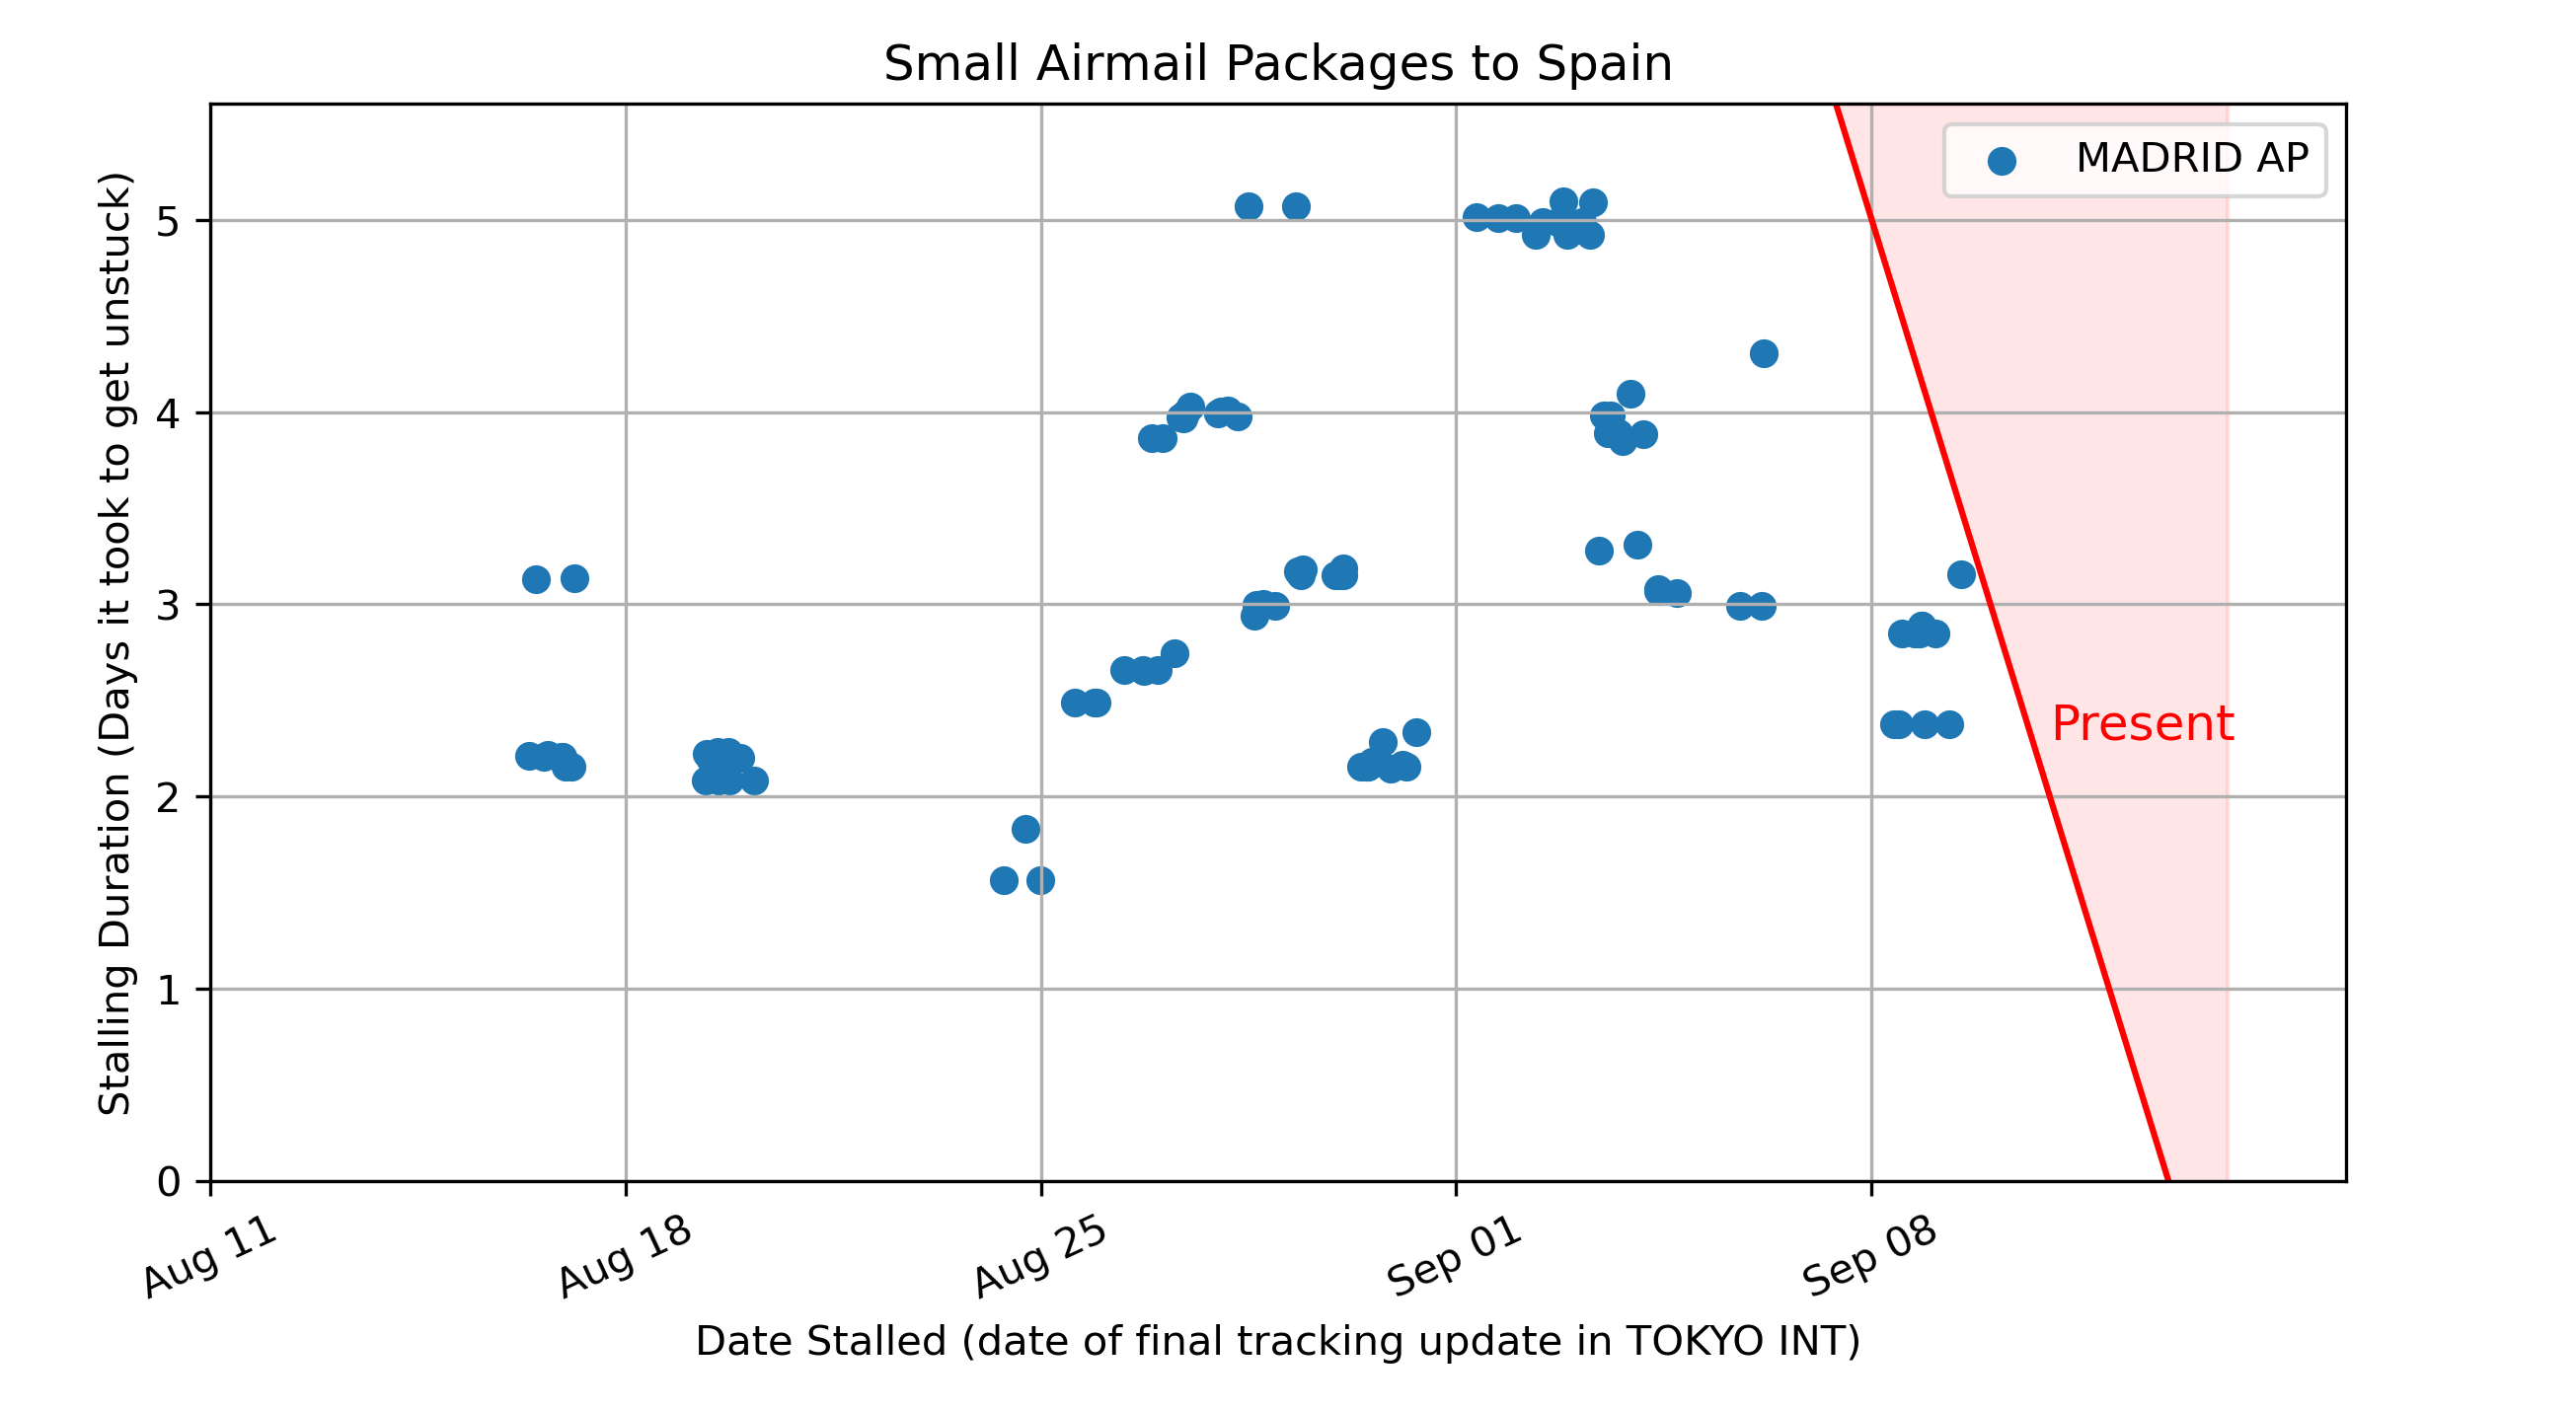 Small Airmail Packages to Spain
MADRID AP
Stalling Duration (Days it took to get unstuck)
5
4
3
2
1
0
Present
Aug 11
Aug 18
Aug 25
Sep 01
Sep 08
Date Stalled (date of final tracking update in TOKYO INT)